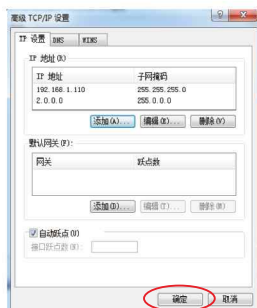 高级 TCP/IP 设置
IP 设置 DNS WINS
IP 地址(R)
IP 地址 子网掩码
192.168.1.110 255.255.255.0
2.0.0.0 255.0.0.0
添加(A)... 编辑(E)... 删除(V)
默认网关(F):
网关 跃点数
添加(D)... 编辑(T)... 删除(M)
自动跃点(U)
接口跃点数(N):
确定 取消